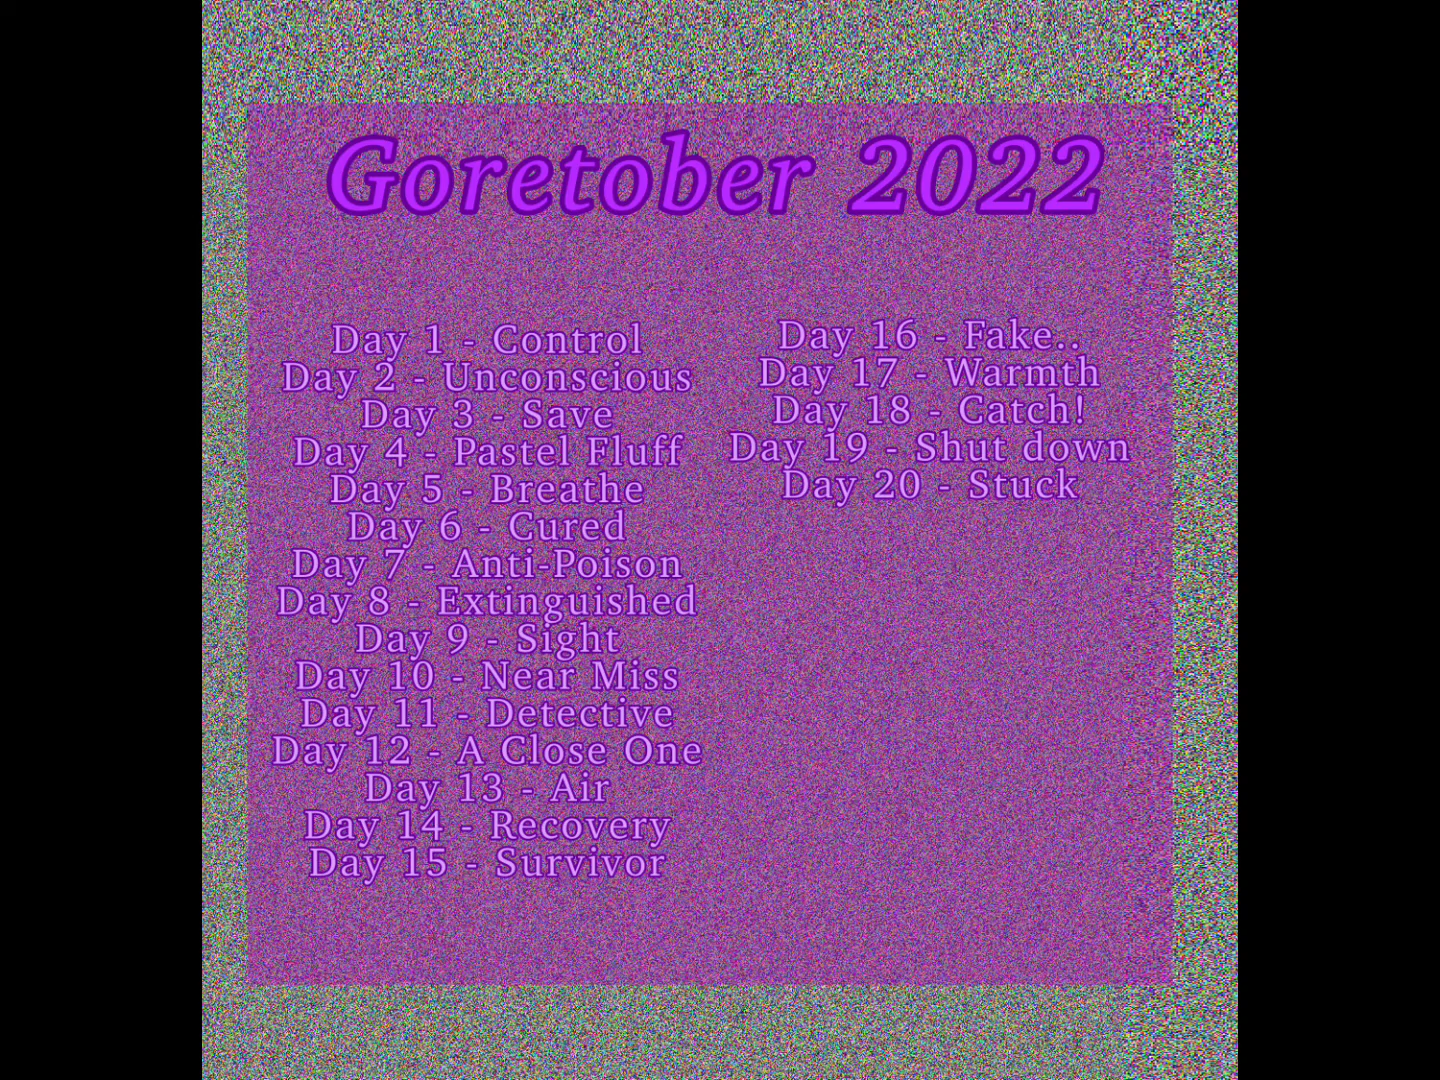 Goretober 2022
Day 1 - Control
Day 2 - Unconscious
Day 3 - Save
Day 4 - Pastel Fluff
Day 5 - Breathe
Day 6 - Cured
Day 7 - Anti-Poison
Day 8 - Extinguished
Day 9 - Sight
Day 10 - Near Miss
Day 11 - Detective
Day 12 - A Close One
Day 13 - Air
Day 14 - Recovery
Day 15 - Survivor
Day 16 - Fake..
Day 17 - Warmth
Day 18 - Catch!
Day 19 - Shut down
Day 20 - Stuck